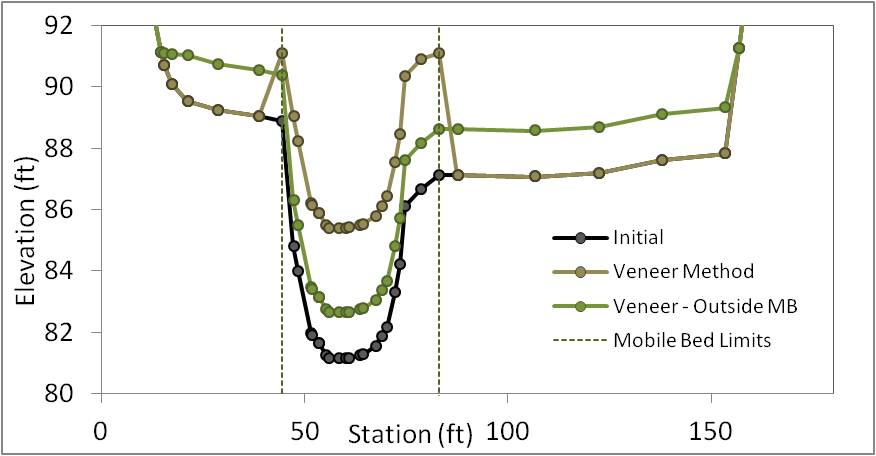 92
90
88
86
84
82
80
Elevation (ft)
Initial
Veneer Method
Veneer - Outside MB
Mobile Bed Limits
0
50
100
150
Station (ft)